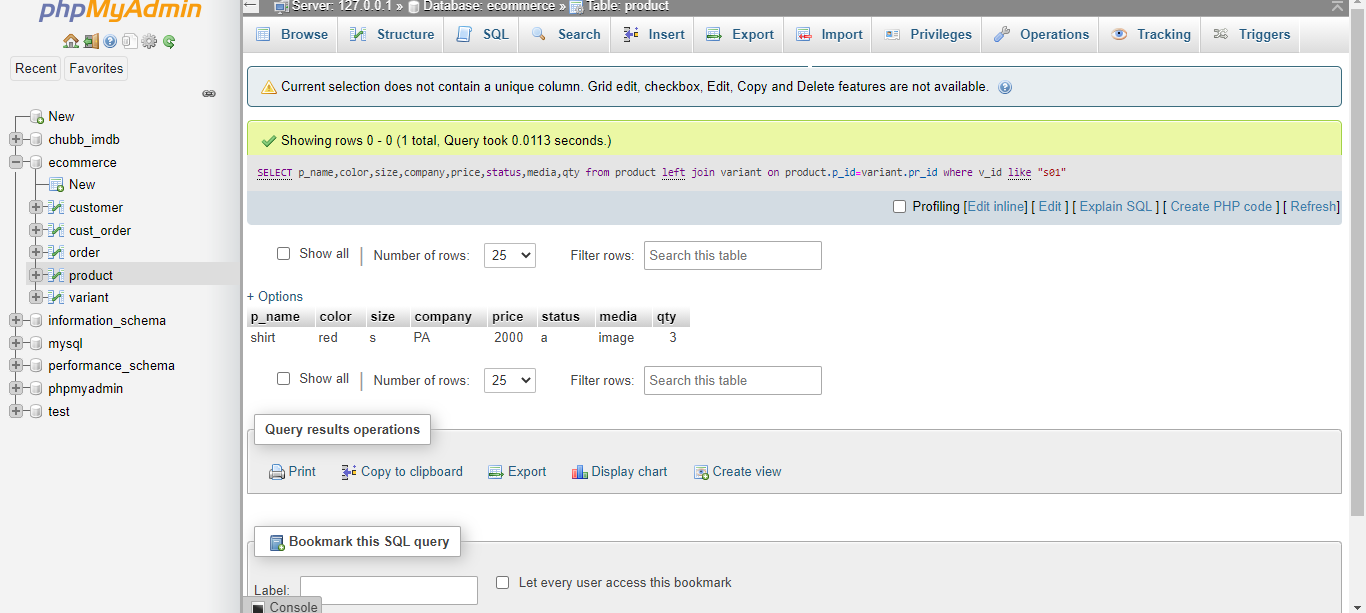 phpMyAdmin
Recent Favorites
New
chubb_imdb
ecommerce
New
customer
cust_order
order
product
variant
information_schema
mysql
performance_schema
phpmyadmin
test
Server: 127.0.0.1 » Database: ecommerce » Table: product
Browse Structure SQL Search Insert Export Import Privileges Operations Tracking Triggers
Current selection does not contain a unique column. Grid edit, checkbox, Edit, Copy and Delete features are not available.
Showing rows 0 - 0 (1 total, Query took 0.0113 seconds.)
SELECT p_name,color,size,company,price,status,media,qty from product left join variant on product.p_id=variant.pr_id where v_id like "s01"
Profiling [Edit inline] [ Edit ] [ Explain SQL ] [ Create PHP code ] [ Refresh]
Show all | Number of rows: 25 Filter rows: Search this table
+ Options
p_name color size company price status media qty
shirt red s PA 2000 a image 3
Show all | Number of rows: 25 Filter rows: Search this table
Query results operations
Print Copy to clipboard Export Display chart Create view
Bookmark this SQL query
Label: Let every user access this bookmark
Console